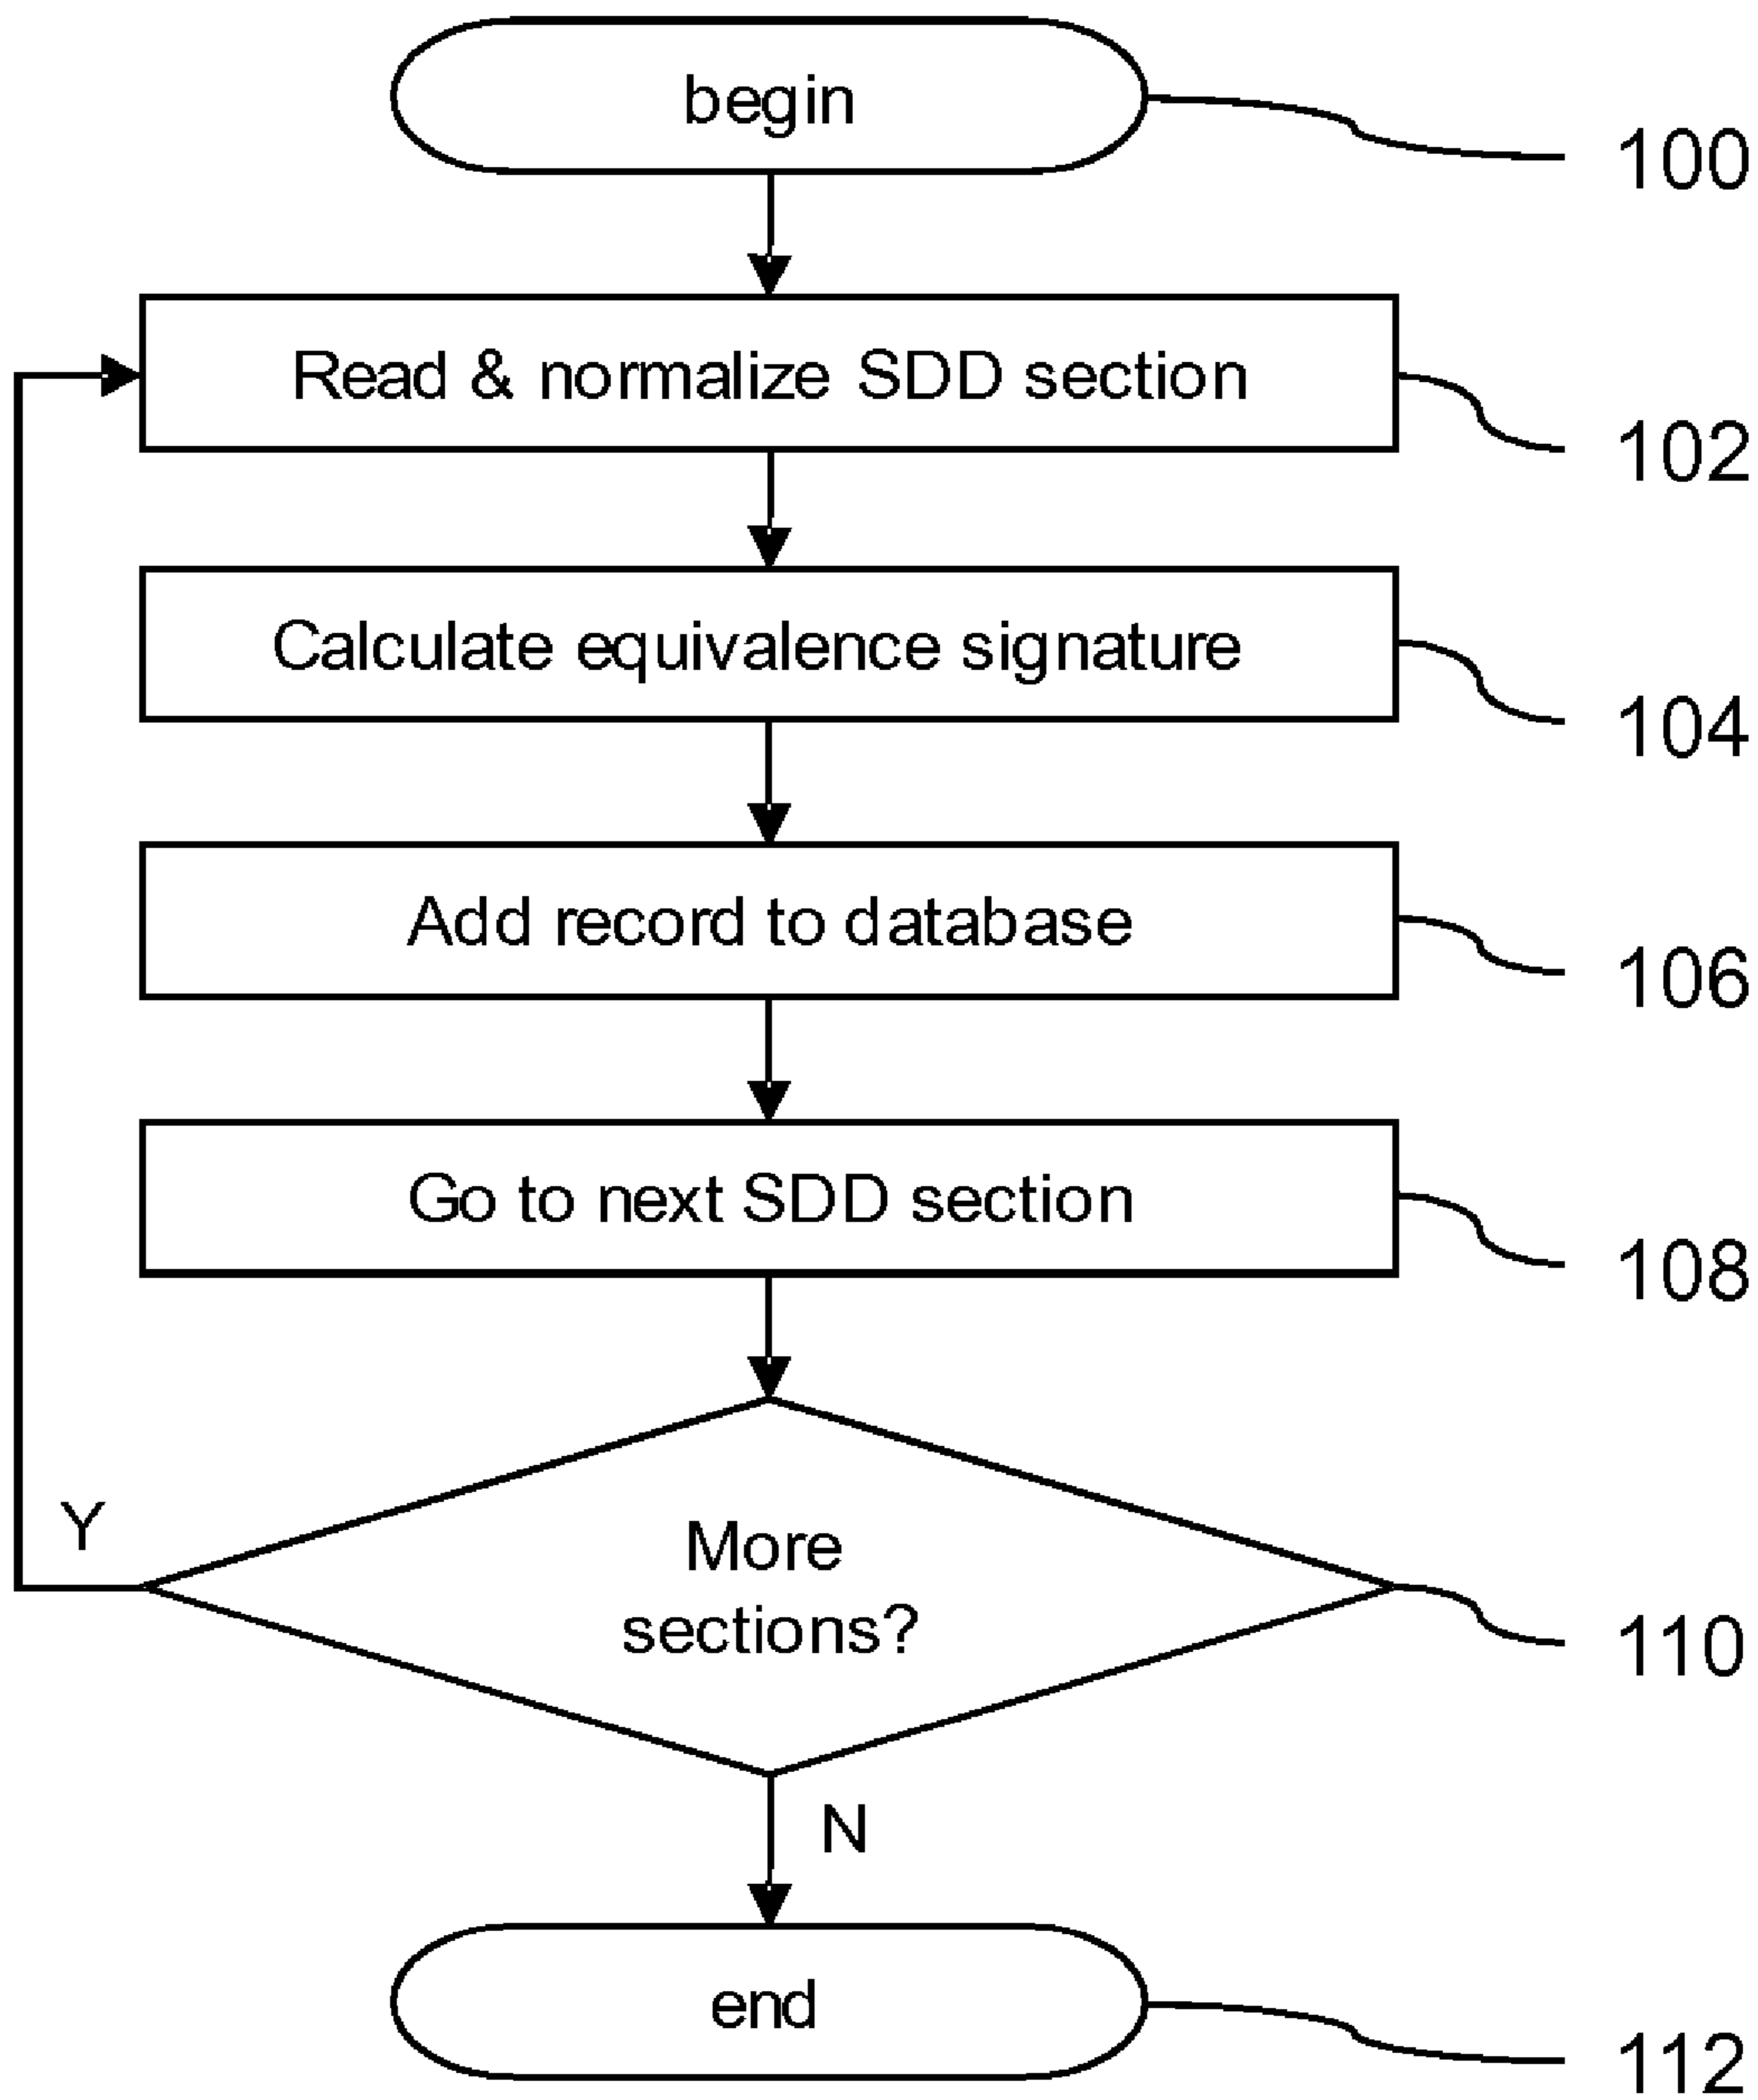 begin
100
Read & normalize SDD section
102
Calculate equivalence signature
104
Add record to database
106
Go to next SDD section
108
Y
More
sections?
110
N
end
112